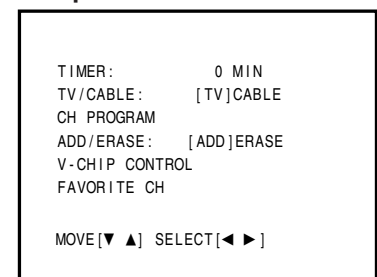 TIMER: 0 MIN
TV/CABLE: [TV]CABLE
CH PROGRAM
ADD/ERASE: [ADD]ERASE
V-CHIP CONTROL
FAVORITE CH
MOVE[▼ ▲] SELECT[◄ ►]